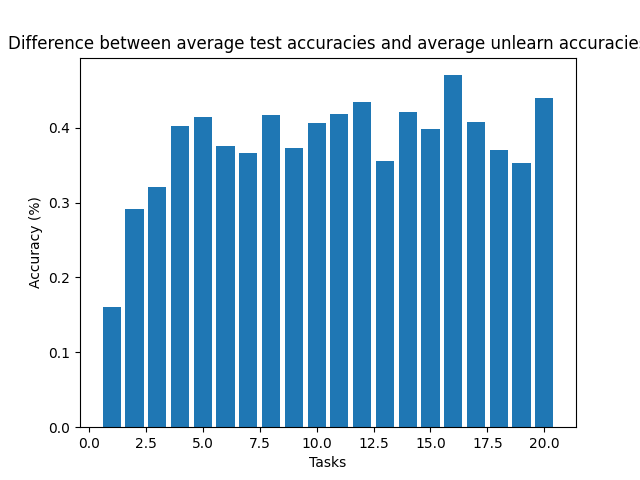 Difference between average test accuracies and average unlearn accuracies
Accuracy (%)
0.4
0.3
0.2
0.1
0.0
0.0 2.5 5.0 7.5 10.0 12.5 15.0 17.5 20.0
Tasks